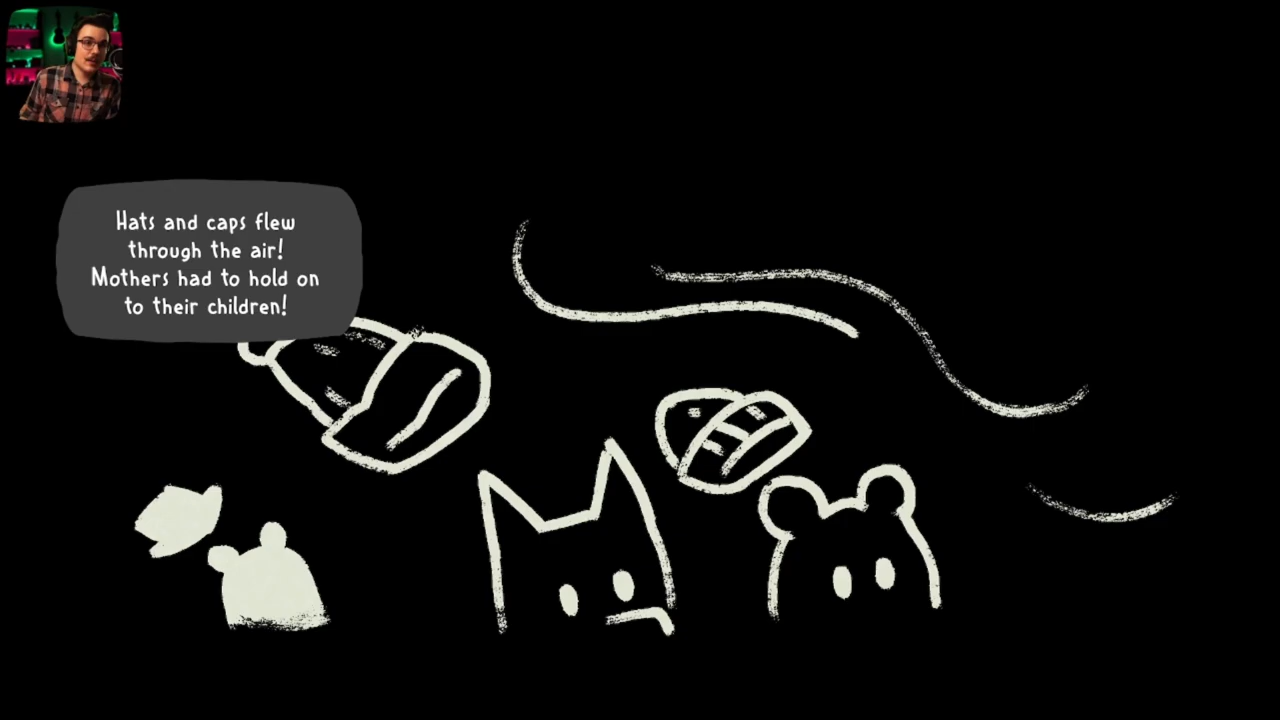 Hats and caps flew
through the air!
Mothers had to hold on
to their children!